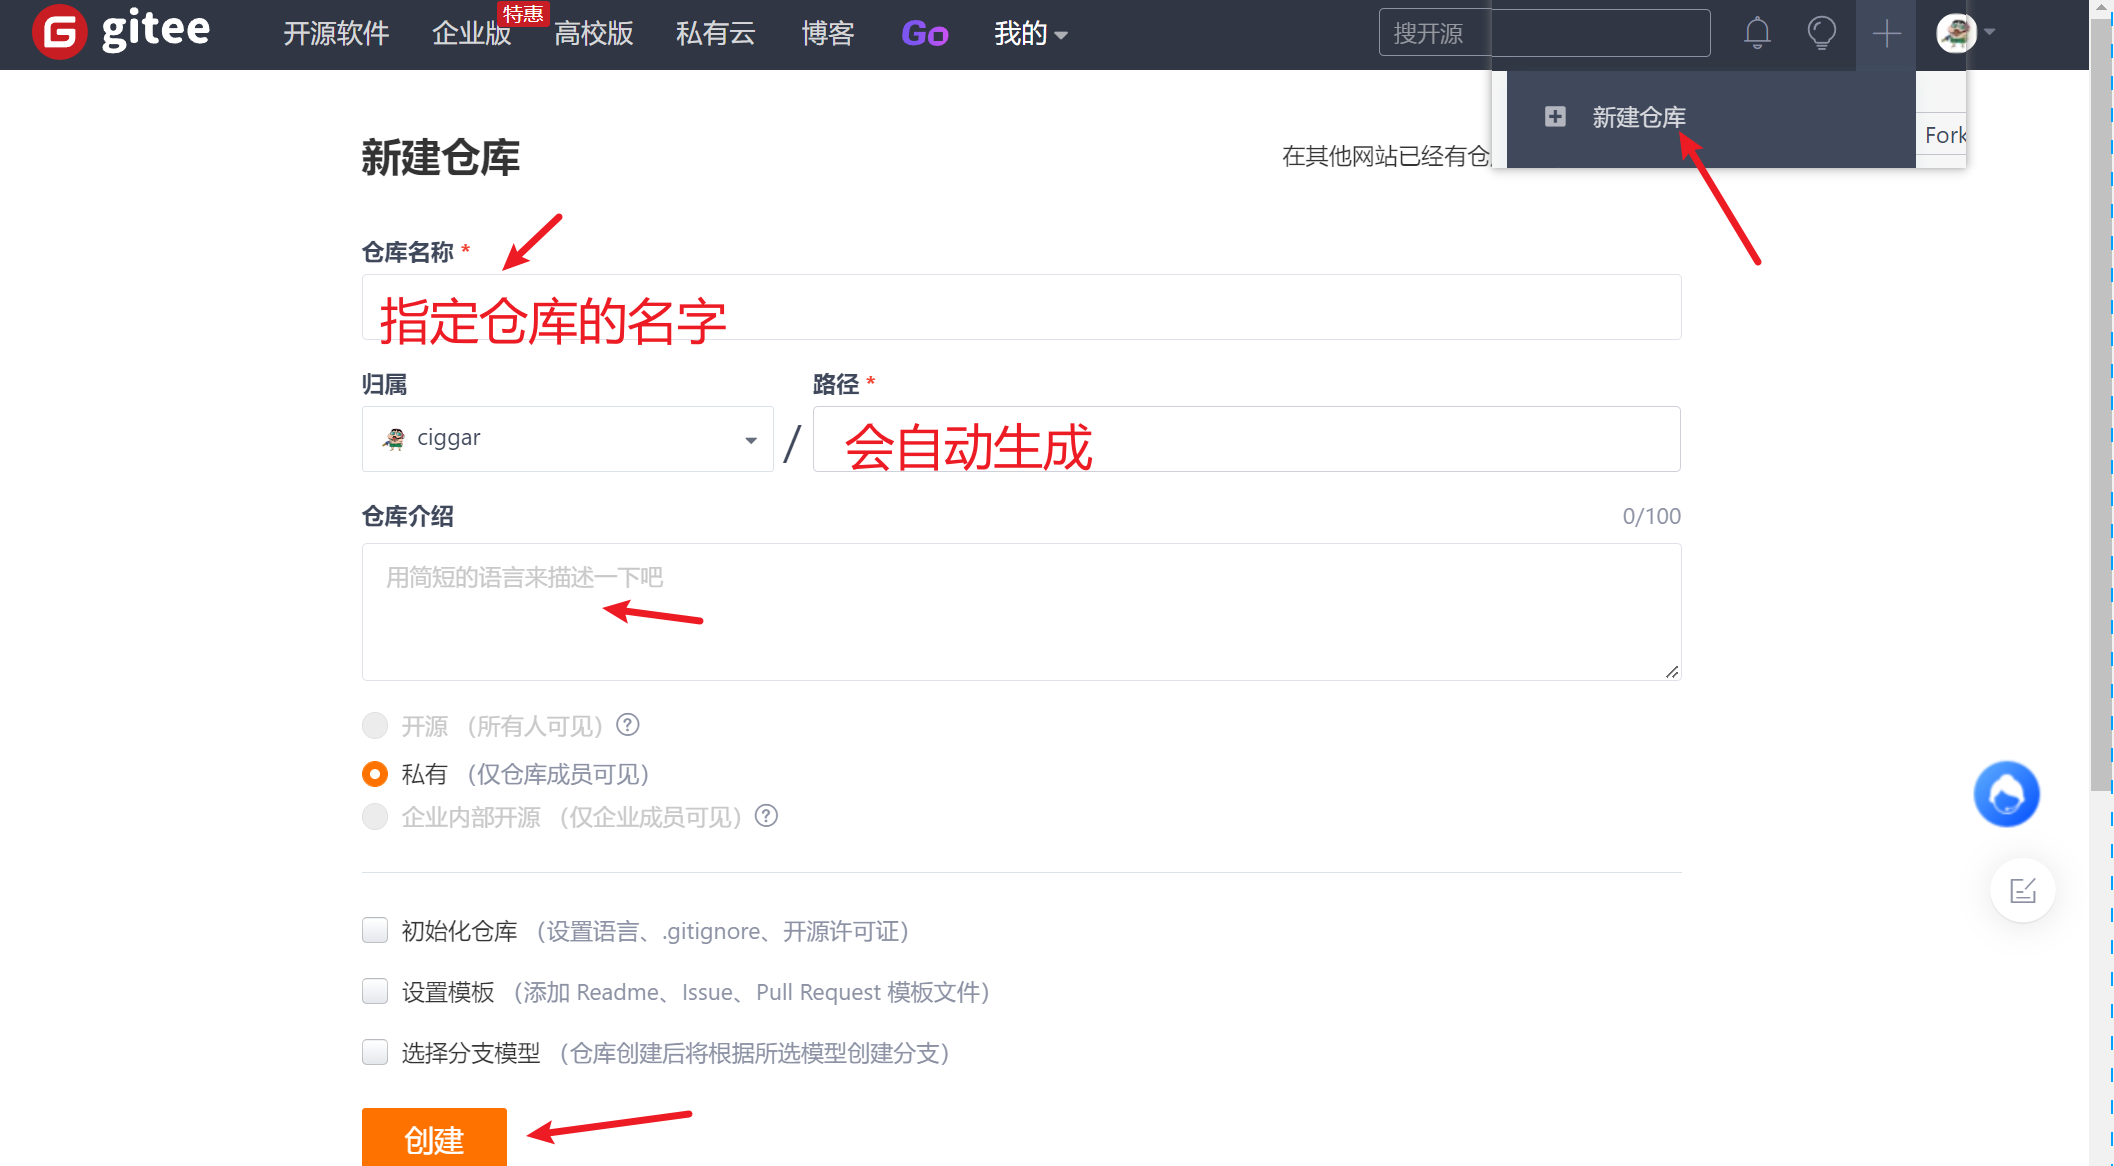 gitee 开源软件 企业版 特惠 高校版 私有云 博客 Go 我的 搜开源
新建仓库
Fork
新建仓库
在其他网站已经有仓
仓库名称 *
指定仓库的名字
归属
路径 *
ciggar / 会自动生成
仓库介绍
0/100
用简短的语言来描述一下吧
开源 （所有人可见） ?
私有 （仅仓库成员可见）
企业内部开源 （仅企业成员可见） ?
初始化仓库 （设置语言、.gitignore、开源许可证）
设置模板 （添加 Readme、Issue、Pull Request 模板文件）
选择分支模型 （仓库创建后将根据所选模型创建分支）
创建